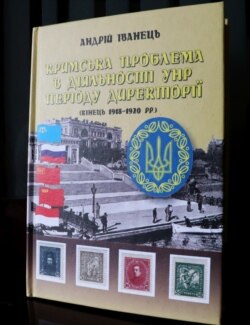 АНДРІЙ ІВАНЕЦЬ
КРИМСЬКА ПРОБЛЕМА
В ДІЯЛЬНОСТІ УНР
ПЕРІОДУ ДИРЕКТОРІЇ
(КІНЕЦЬ 1918-1920 РР.)